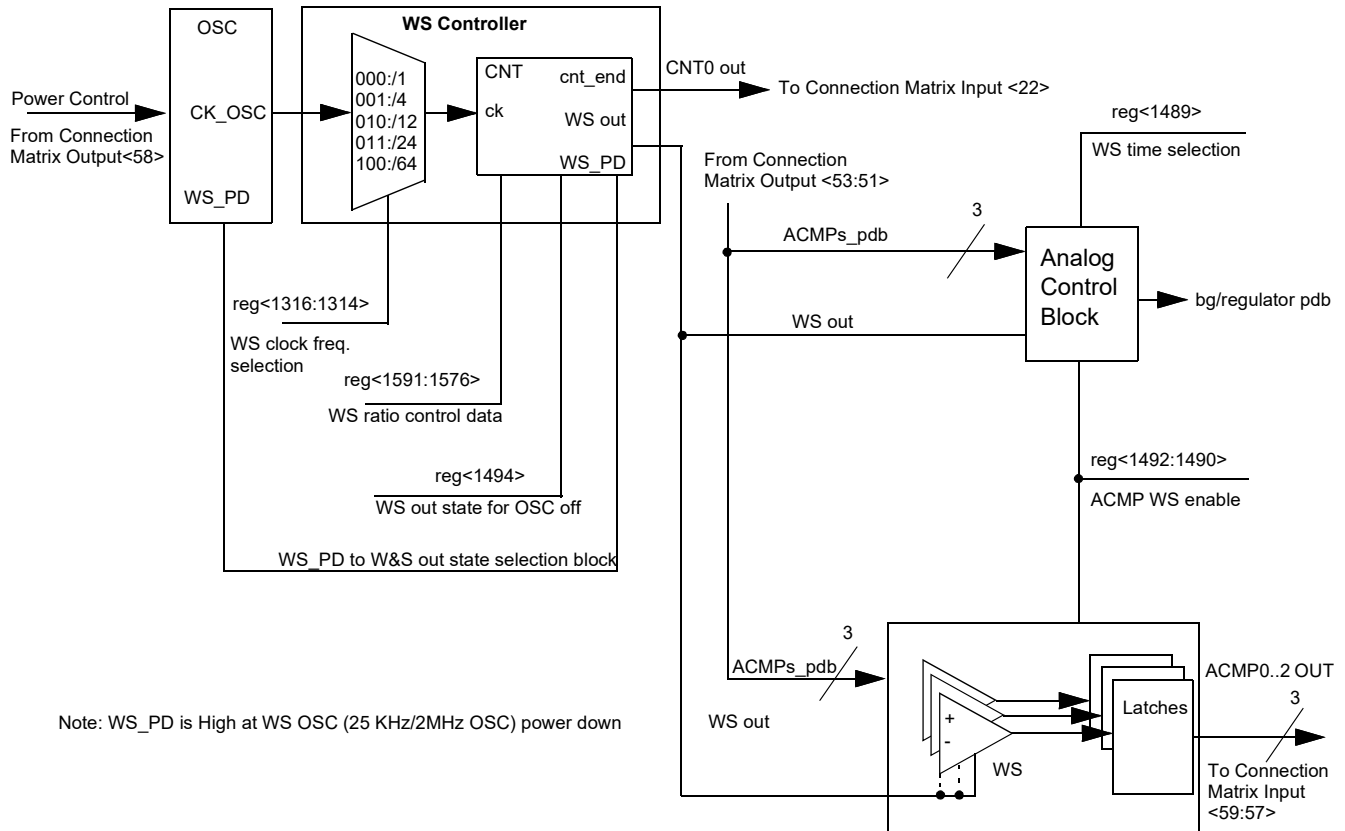 WS Controller
OSC
CK_OSC
WS_PD
Power Control
From Connection
Matrix Output<58>
000:/1
001:/4
010:/12
011:/24
100:/64
CNT
cnt_end
ck
WS out
WS_PD
CNT0 out
To Connection Matrix Input <22>
reg<1489>
WS time selection
From Connection
Matrix Output <53:51>
3
ACMPs_pdb
Analog
Control
Block
bg/regulator pdb
WS out
reg<1316:1314>
WS clock freq.
selection
reg<1591:1576>
WS ratio control data
reg<1494>
WS out state for OSC off
WS_PD to W&S out state selection block
reg<1492:1490>
ACMP WS enable
3
ACMPs_pdb
WS out
+
-
WS
Latches
ACMP0..2 OUT
3
To Connection
Matrix Input
<59:57>
Note: WS_PD is High at WS OSC (25 KHz/2MHz OSC) power down